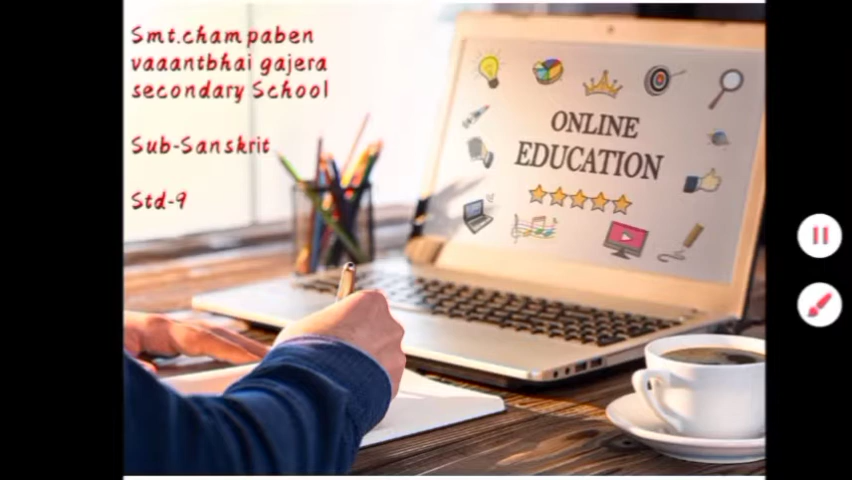 Smt.champaben
vaaantbhai gajera
secondary School
Sub-Sanskrit
Std-9
ONLINE
EDUCATION